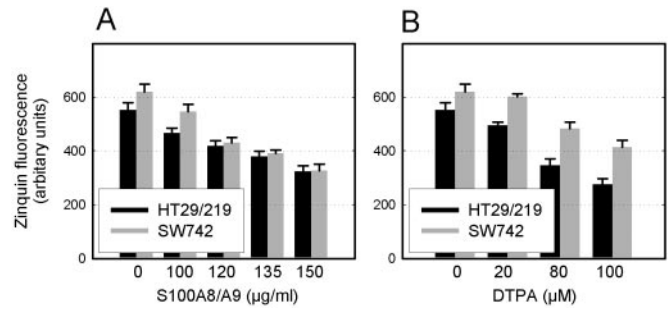 A
B
Zinquin fluorescence
(arbitary units)
600
400
200
0
HT29/219
SW742
0 100 120 135 150
S100A8/A9 (µg/ml)
600
400
200
0
HT29/219
SW742
0 20 80 100
DTPA (µM)